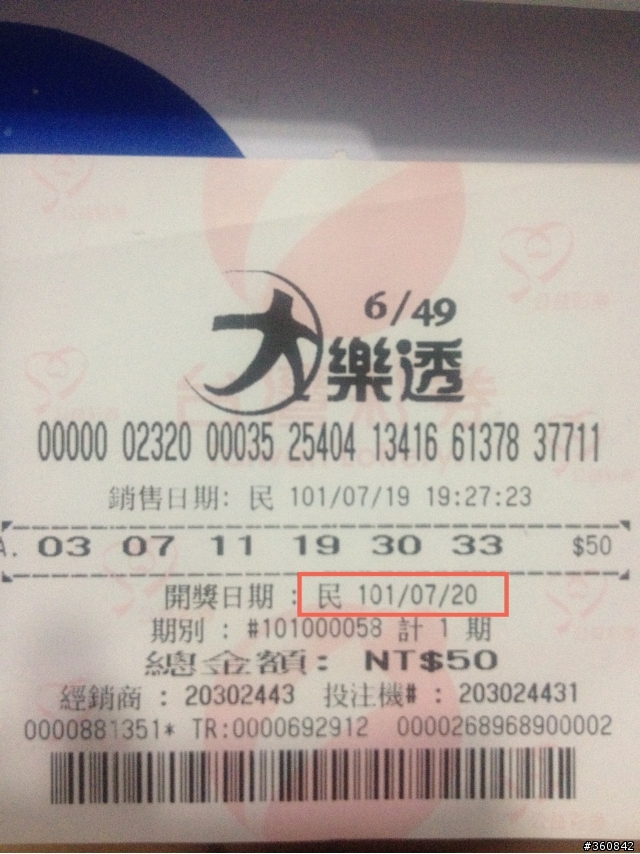 6/49
大樂透
00000 02320 00035 25404 13416 61378 37711
銷售日期: 民 101/07/19 19:27:23
A. 03 07 11 19 30 33 $50
開獎日期 : 民 101/07/20
期別 : #101000058 計 1 期
總金額: NT$50
經銷商 : 20302443 投注機# : 203024431
0000881351* TR:0000692912 0000268968900002
#360842